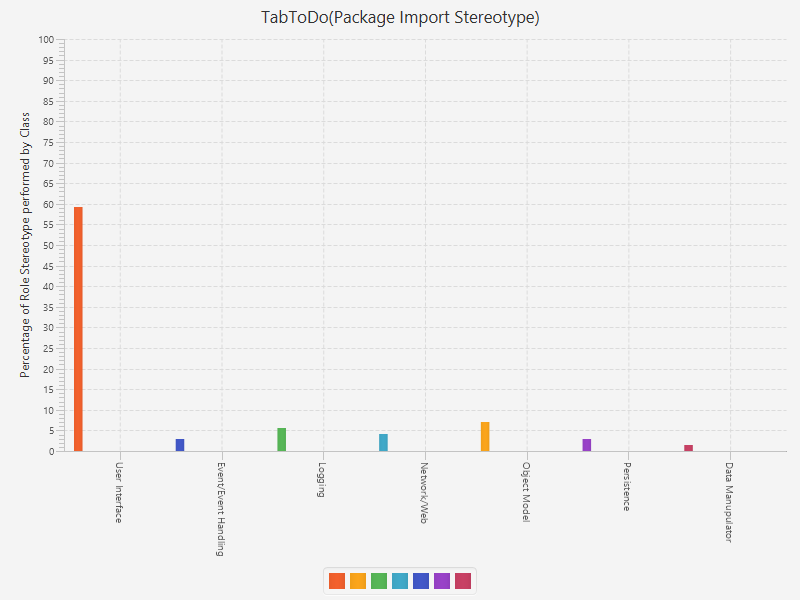 TabToDo(Package Import Stereotype)
Percentage of Role Stereotype performed by Class
100
95
90
85
80
75
70
65
60
55
50
45
40
35
30
25
20
15
10
5
0
User Interface
Event/Event Handling
Logging
Network/Web
Object Model
Persistence
Data Manupulator